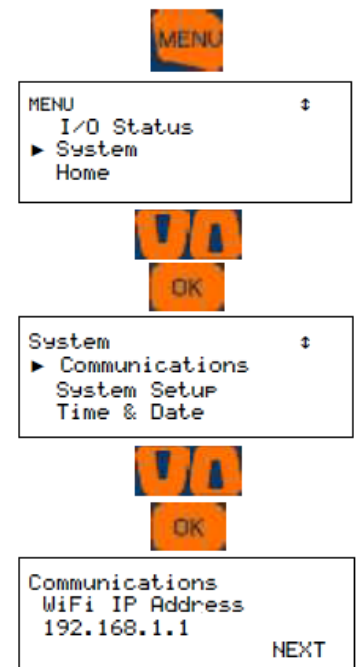 MENU
MENU ↕
I/O Status
► System
Home
OK
System ↕
► Communications
System Setup
Time & Date
OK
Communications
WiFi IP Address
192.168.1.1
NEXT